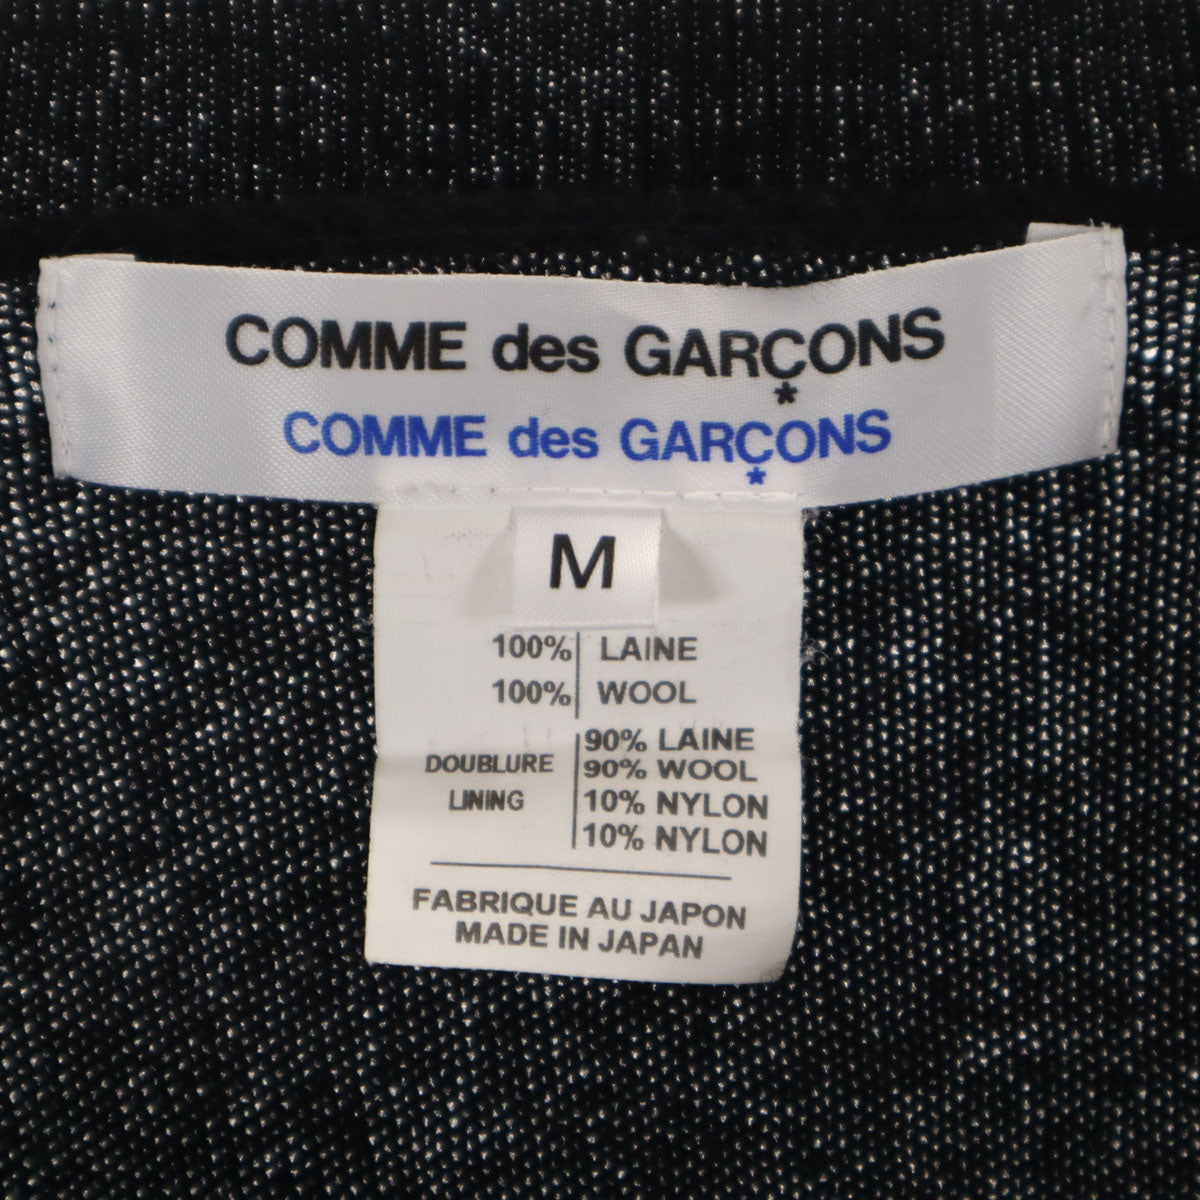 COMME des GARÇONS
*
COMME des GARÇONS
*
M
100% LAINE
100% WOOL
DOUBLURE
LINING
90% LAINE
90% WOOL
10% NYLON
10% NYLON
FABRIQUE AU JAPON
MADE IN JAPAN